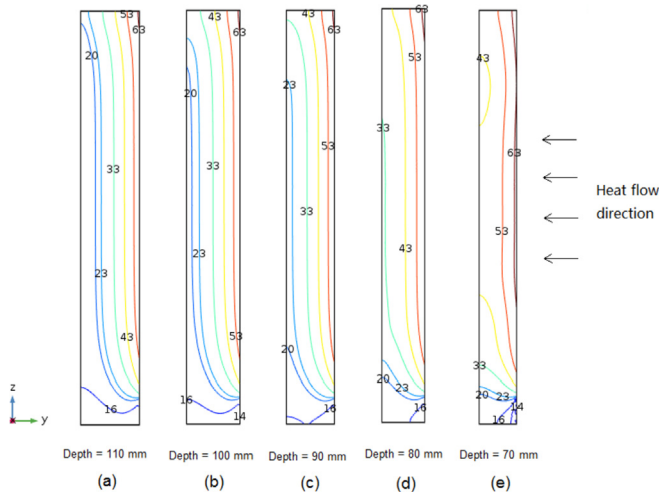 53 43 43 63 53
63 63 63
20 53 43
20 23
33
53 63
33 33
33
Heat flow
direction
53
23 23 43
43 53
20
33
20 23 20 23
16 16 16 16 14
14 16
z
y
Depth = 110 mm Depth = 100 mm Depth = 90 mm Depth = 80 mm Depth = 70 mm
(a) (b) (c) (d) (e)